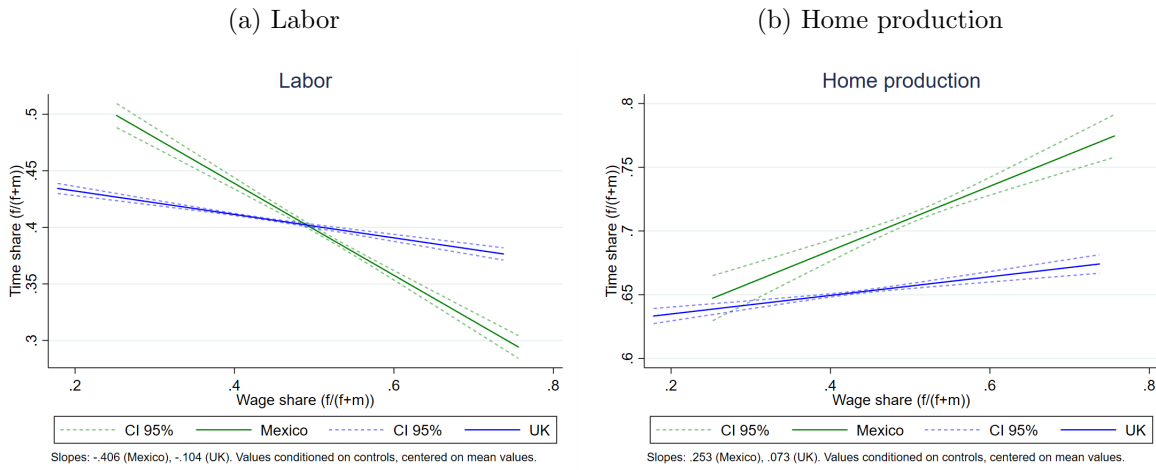 (a) Labor
Labor
Time share (f/(f+m))
.5
.45
.4
.35
.3
.2
.4
.6
.8
Wage share (f/(f+m))
CI 95%
Mexico
CI 95%
UK
Slopes: -.406 (Mexico), -.104 (UK). Values conditioned on controls, centered on mean values.
(b) Home production
Home production
Time share (f/(f+m))
.8
.75
.7
.65
.6
.2
.4
.6
.8
Wage share (f/(f+m))
CI 95%
Mexico
CI 95%
UK
Slopes: .253 (Mexico), .073 (UK). Values conditioned on controls, centered on mean values.